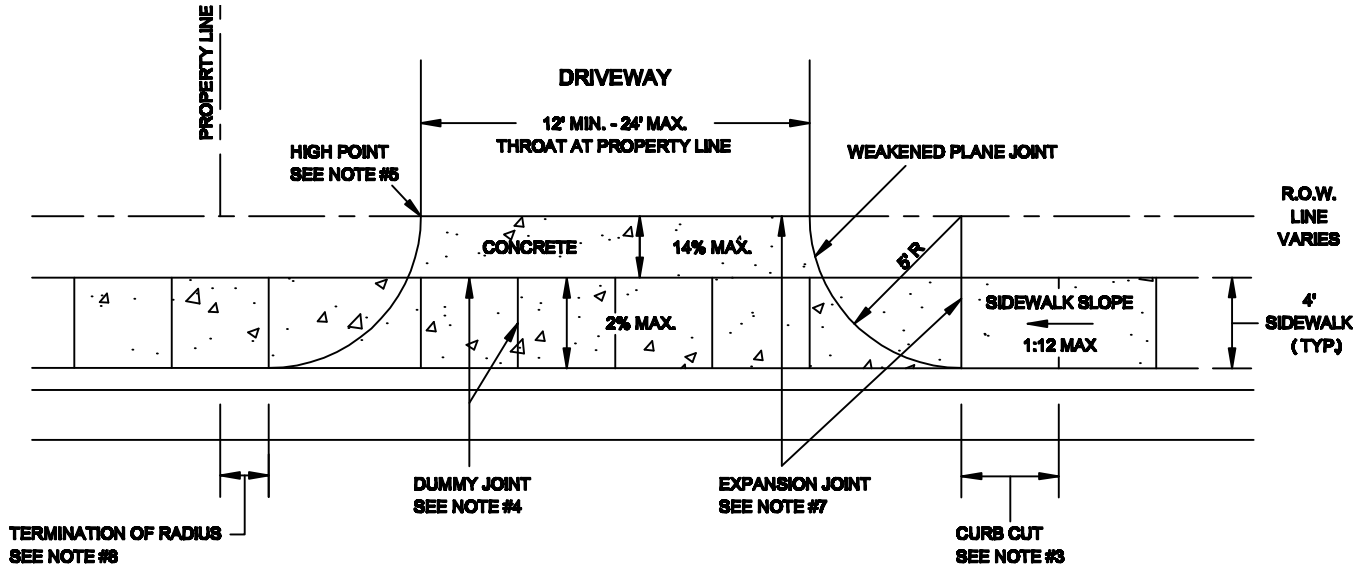 PROPERTY LINE
DRIVEWAY
12' MIN. - 24' MAX.
THROAT AT PROPERTY LINE
HIGH POINT
SEE NOTE #5
WEAKENED PLANE JOINT
R.O.W.
LINE
VARIES
CONCRETE
14% MAX.
5' R
2% MAX.
SIDEWALK SLOPE
1:12 MAX
4'
SIDEWALK
(TYP.)
DUMMY JOINT
SEE NOTE #4
EXPANSION JOINT
SEE NOTE #7
TERMINATION OF RADIUS
SEE NOTE #8
CURB CUT
SEE NOTE #3